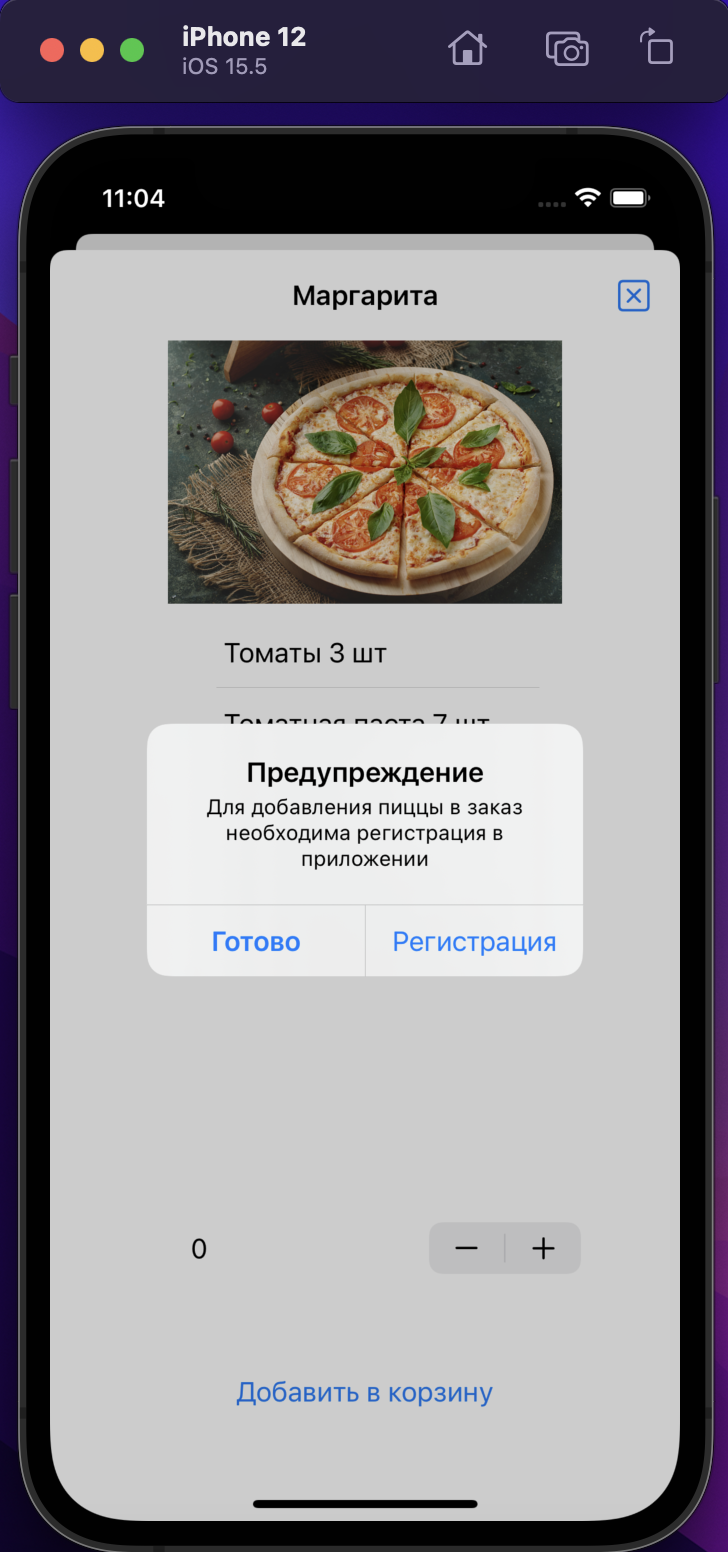 iPhone 12
iOS 15.5
11:04
Маргарита
Томаты 3 шт
Томатная паста 7 шт
Предупреждение
Для добавления пиццы в заказ
необходима регистрация в
приложении
Готово
Регистрация
0
Добавить в корзину